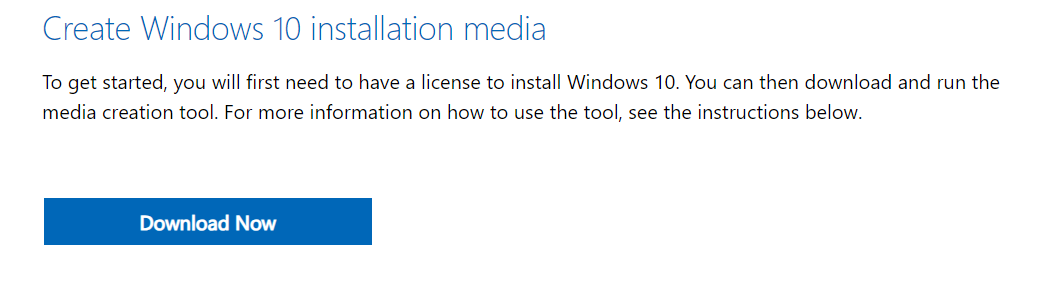 Create Windows 10 installation media
To get started, you will first need to have a license to install Windows 10. You can then download and run the
media creation tool. For more information on how to use the tool, see the instructions below.
Download Now